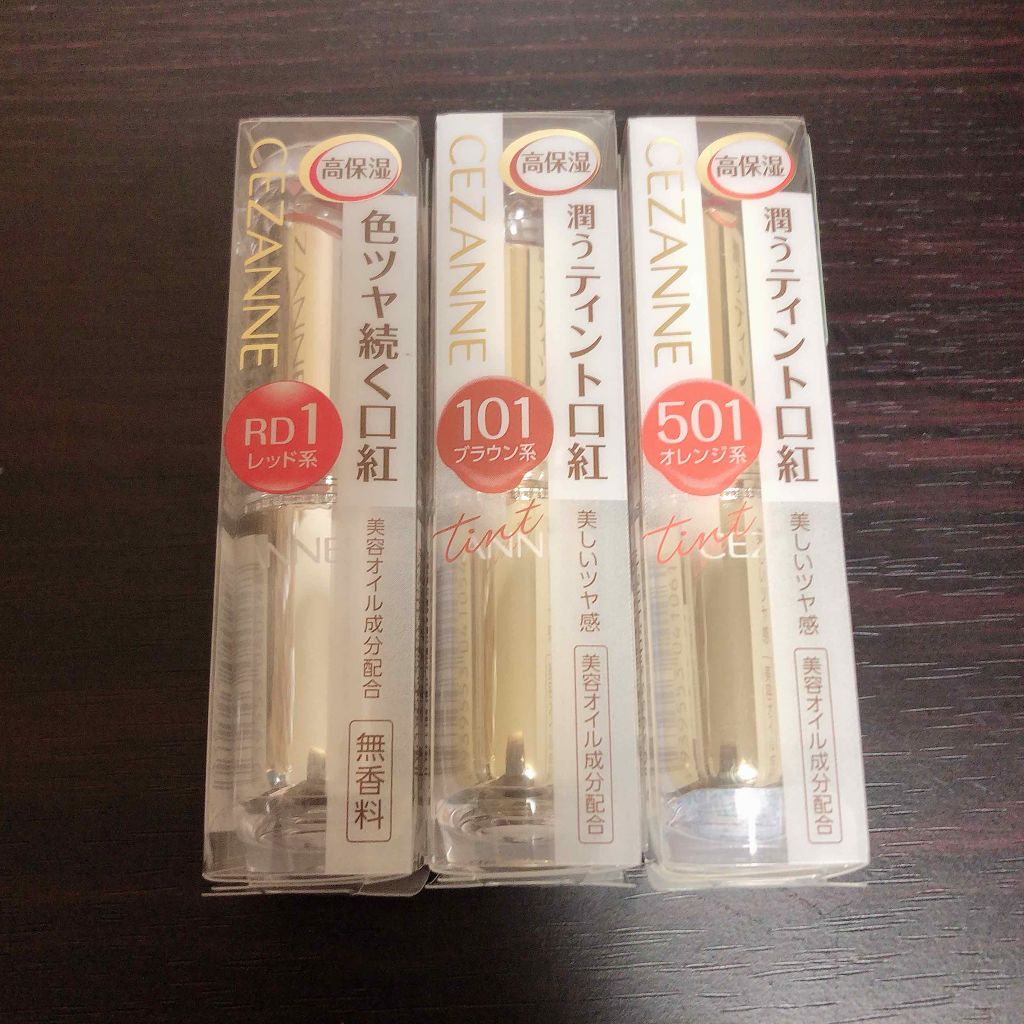 高保湿
CEZANNE
色ツヤ続く口紅
RD1
レッド系
美容オイル成分配合
無香料
高保湿
CEZANNE
潤うティント口紅
101
ブラウン系
tint
美しいツヤ感
美容オイル成分配合
高保湿
CEZANNE
潤うティント口紅
501
オレンジ系
tint
美しいツヤ感
美容オイル成分配合